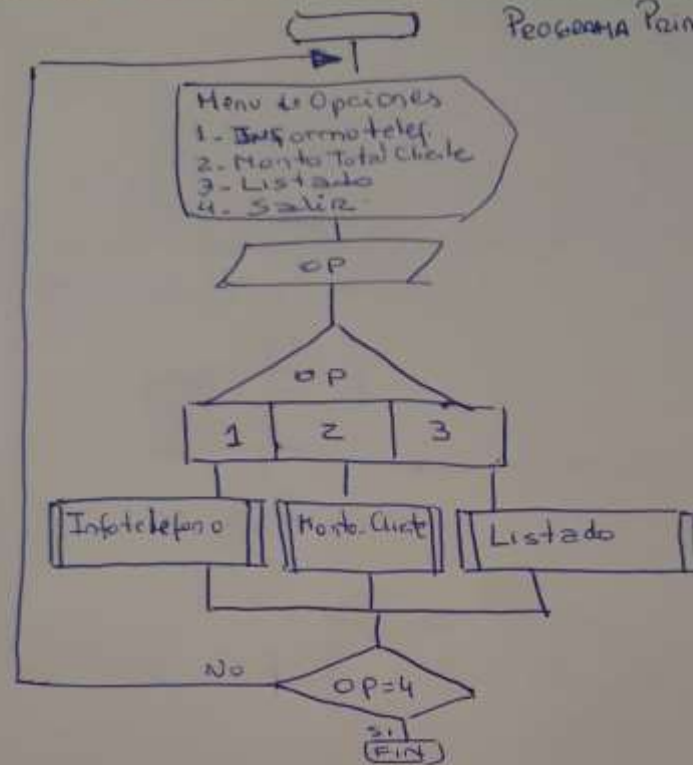 PROGRAMA PRIN
Menu de Opciones
1- Informo telef.
2- Monto Total Cliente
3- Listado
4- Salir
OP
OP
1 2 3
Infotelefono Monto-Cliente Listado
No
OP=4
Si
FIN